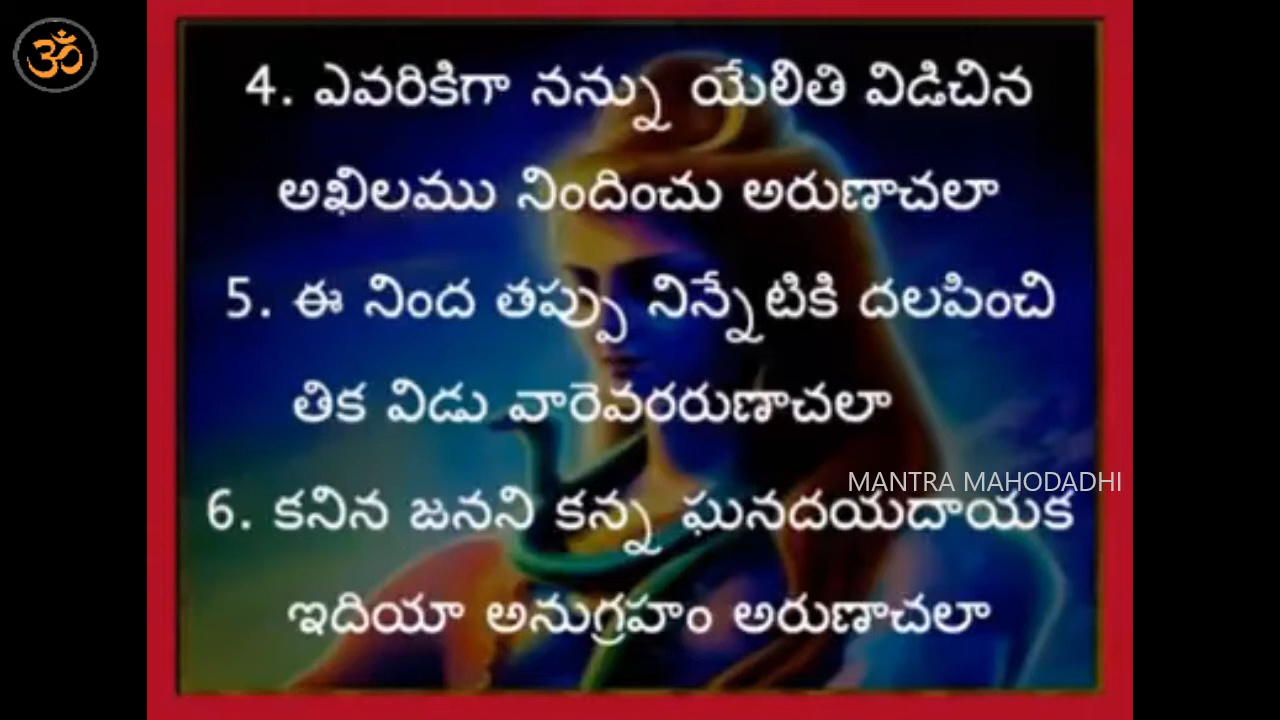 ॐ
4. ఎవరికిగా నన్ను యేలితి విడిచిన
అఖిలము నిందించు అరుణాచలా
5. ఈ నింద తప్పు నిన్నేటికి దలపించి
తిక విడు వారెవరరుణాచలా
MANTRA MAHODADHI
6. కనిన జనని కన్న ఘనదయదాయక
ఇదియా అనుగ్రహం అరుణాచలా